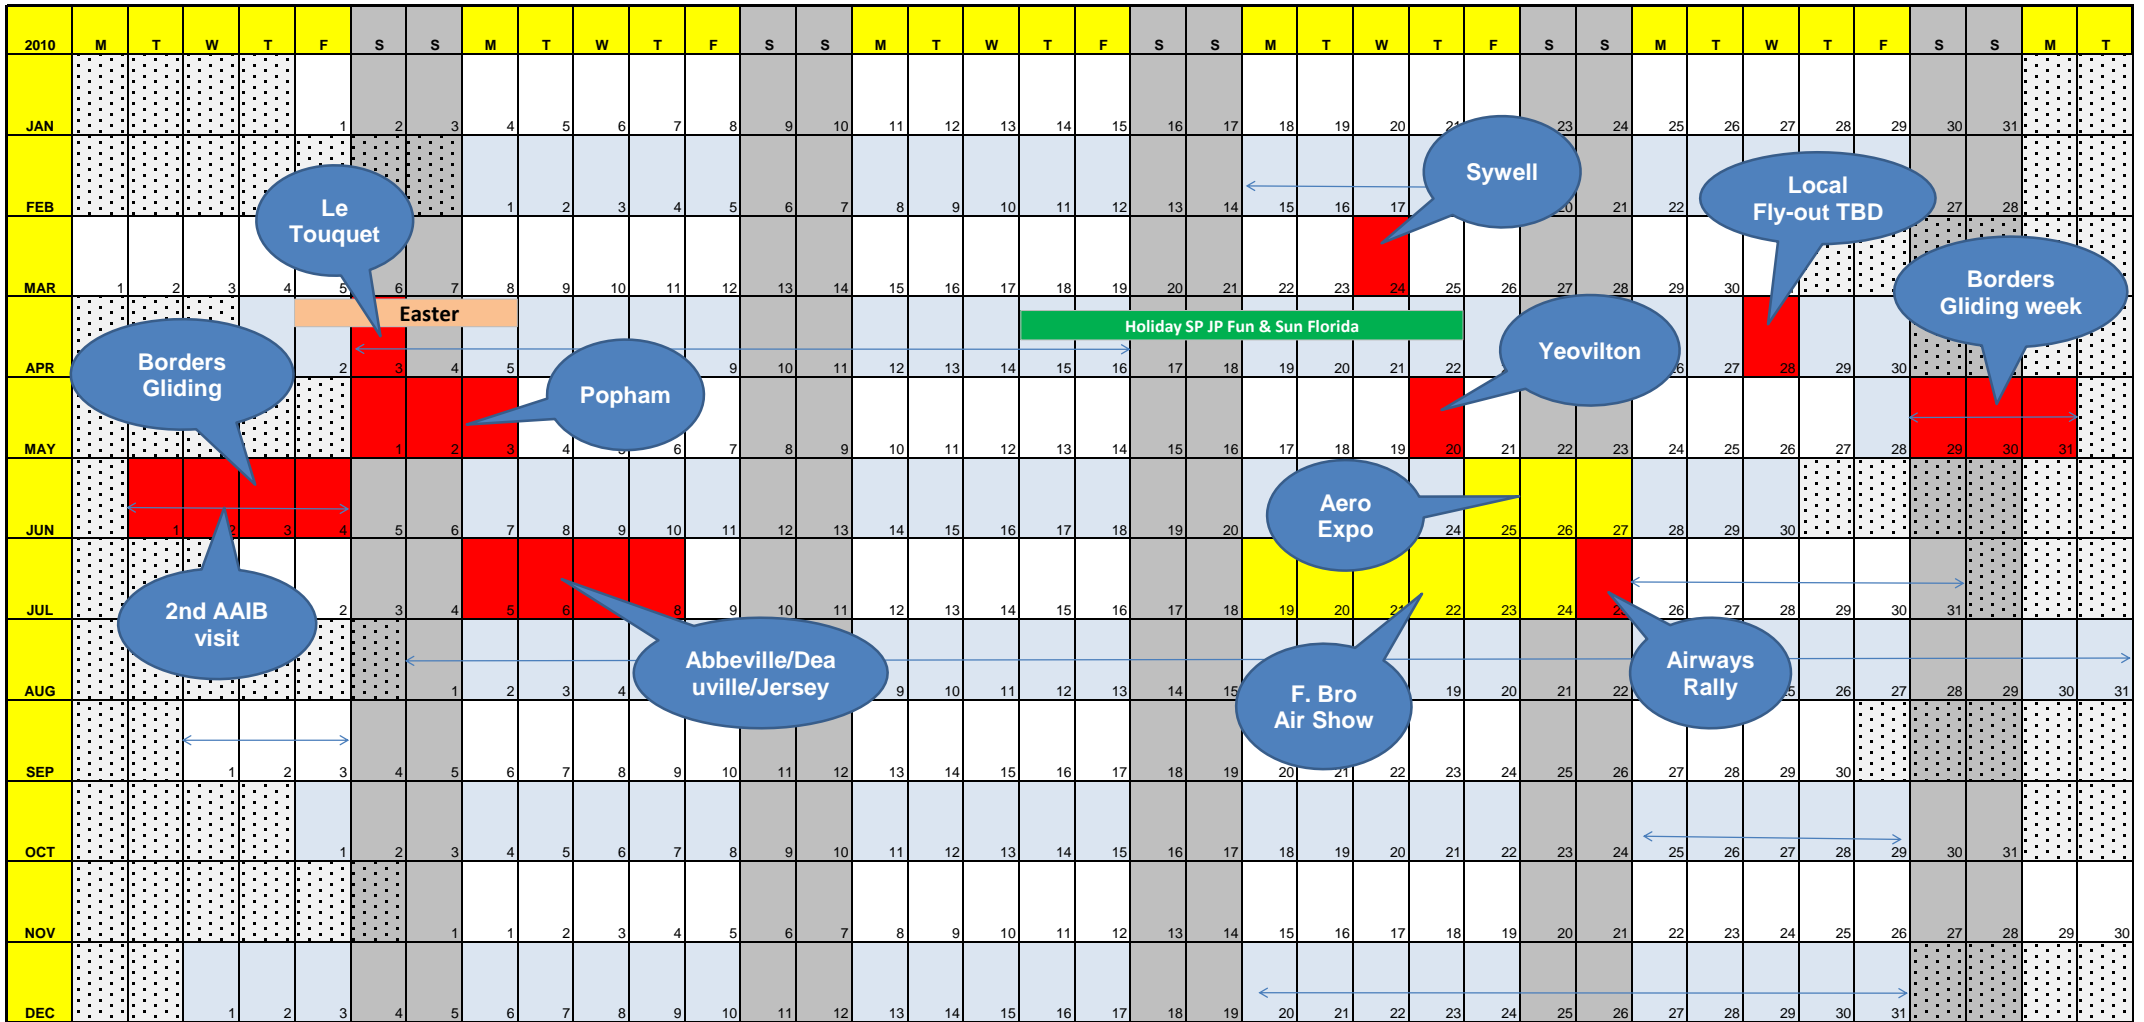 2010 M T W T F S S M T W T F S S M T W T F S S M T W T F S S M T W T F S S M T
JAN 1 2 3 4 5 6 7 8 9 10 11 12 13 14 15 16 17 18 19 20 21 23 24 25 26 27 28 29 30 31
Sywell
Local
Fly-out TBD
FEB 1 2 3 4 5 6 7 8 9 10 11 12 13 14 15 16 17 20 21 22 27 28
Le
Touquet
MAR 1 2 3 4 5 6 7 8 9 10 11 12 13 14 15 16 17 18 19 20 21 22 23 24 25 26 27 28 29 30
Borders
Gliding week
Easter
Holiday SP JP Fun & Sun Florida
Yeovilton
Borders
Gliding
APR 2 3 4 5 9 10 11 12 13 14 15 16 17 18 19 20 21 22 26 27 28 29 30
Popham
MAY 1 2 3 4 5 6 7 8 9 10 11 12 13 14 15 16 17 18 19 20 21 22 23 24 25 26 27 28 29 30 31
Aero
Expo
JUN 1 2 3 4 5 6 7 8 9 10 11 12 13 14 15 16 17 18 19 20 24 25 26 27 28 29 30
2nd AAIB
visit
JUL 2 3 4 5 6 8 9 10 11 12 13 14 15 16 17 18 19 20 21 22 23 24 25 26 27 28 29 30 31
Abbeville/Dea
uville/Jersey
F. Bro
Air Show
Airways
Rally
AUG 1 2 3 4 9 10 11 12 13 14 15 19 20 21 22 25 26 27 28 29 30 31
SEP 1 2 3 4 5 6 7 8 9 10 11 12 13 14 15 16 17 18 19 20 21 22 23 24 25 26 27 28 29 30
OCT 1 2 3 4 5 6 7 8 9 10 11 12 13 14 15 16 17 18 19 20 21 22 23 24 25 26 27 28 29 30 31
NOV 1 1 2 3 4 5 6 7 8 9 10 11 12 13 14 15 16 17 18 19 20 21 22 23 24 25 26 27 28 29 30
DEC 1 2 3 4 5 6 7 8 9 10 11 12 13 14 15 16 17 18 19 20 21 22 23 24 25 26 27 28 29 30 31